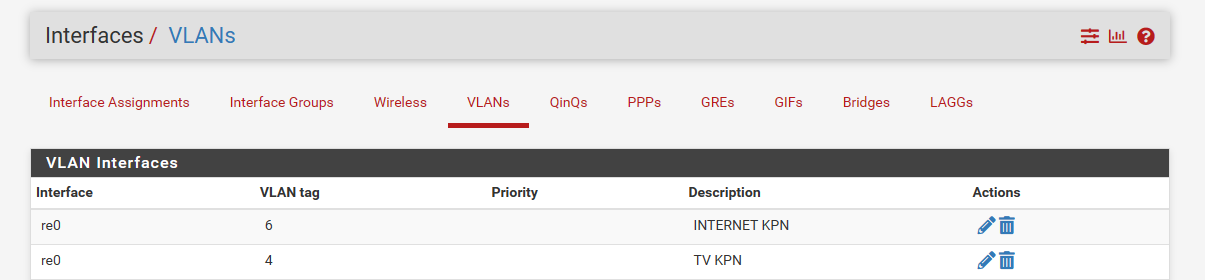 Interfaces / VLANs
Interface Assignments Interface Groups Wireless VLANs QinQs PPPs GREs GIFs Bridges LAGGs
VLAN Interfaces
Interface VLAN tag Priority Description Actions
re0 6 INTERNET KPN
re0 4 TV KPN